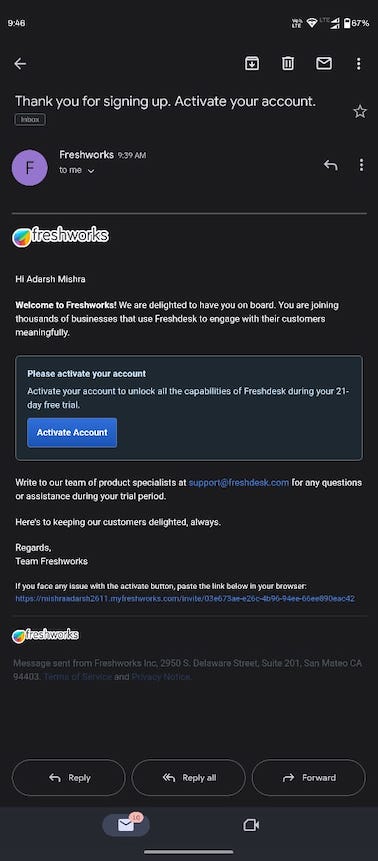 9:46
LTE 67%
Thank you for signing up. Activate your account.
Inbox
F
Freshworks 9:39 AM
to me
freshworks
Hi Adarsh Mishra
Welcome to Freshworks! We are delighted to have you on board. You are joining
thousands of businesses that use Freshdesk to engage with their customers
meaningfully.
Please activate your account
Activate your account to unlock all the capabilities of Freshdesk during your 21-
day free trial.
Activate Account
Write to our team of product specialists at support@freshdesk.com for any questions
or assistance during your trial period.
Here's to keeping our customers delighted, always.
Regards,
Team Freshworks
If you face any issue with the activate button, paste the link below in your browser:
https://mishraadarsh2611.myfreshworks.com/invite/03e673ae-e26c-4b96-94ee-66ee890eac42
freshworks
Message sent from Freshworks Inc, 2950 S. Delaware Street, Suite 201, San Mateo CA
94403. Terms of Service and Privacy Notice.
Reply
Reply all
Forward